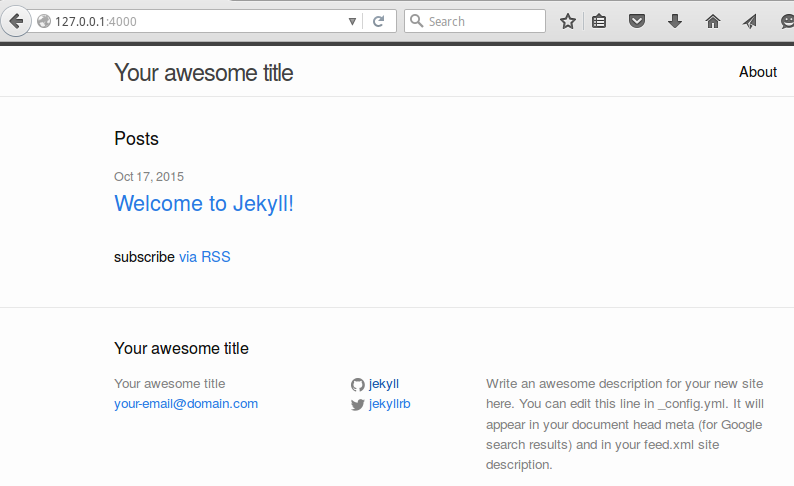 127.0.0.1:4000
Search
Your awesome title
About
Posts
Oct 17, 2015
Welcome to Jekyll!
subscribe via RSS
Your awesome title
Your awesome title
your-email@domain.com
jekyll
jekyllrb
Write an awesome description for your new site
here. You can edit this line in _config.yml. It will
appear in your document head meta (for Google
search results) and in your feed.xml site
description.